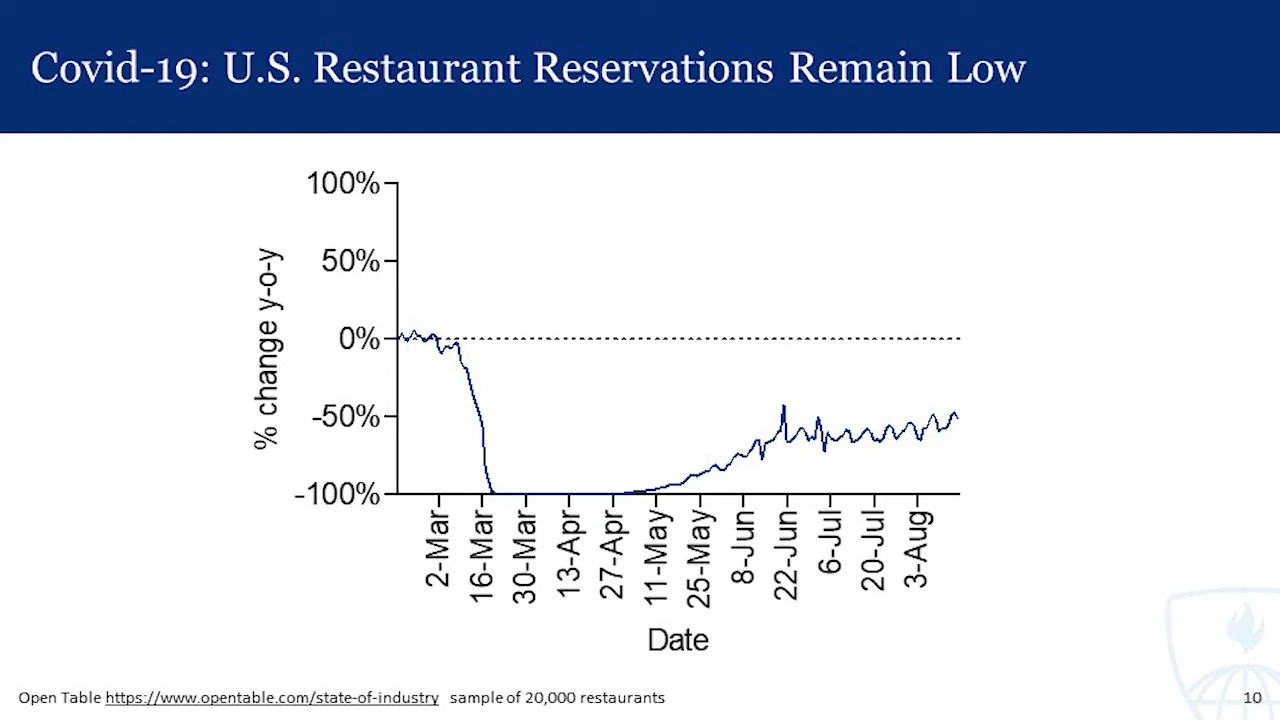 Covid-19: U.S. Restaurant Reservations Remain Low
100%
50%
0%
-50%
-100%
% change y-o-y
2-Mar
16-Mar
30-Mar
13-Apr
27-Apr
11-May
25-May
8-Jun
22-Jun
6-Jul
20-Jul
3-Aug
Date
Open Table https://www.opentable.com/state-of-industry sample of 20,000 restaurants
10